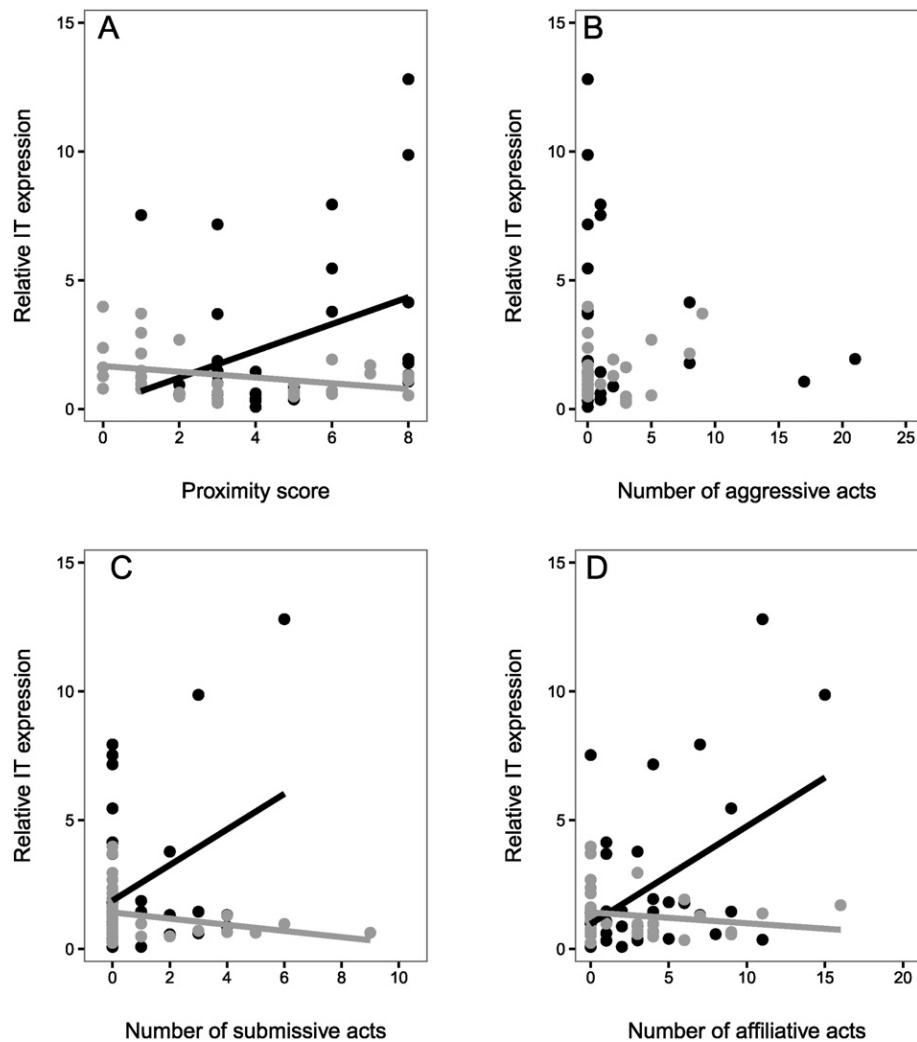 A
Relative IT expression
15
10
5
0
0 2 4 6 8
Proximity score
B
Relative IT expression
15
10
5
0
0 5 10 15 20 25
Number of aggressive acts
C
Relative IT expression
15
10
5
0
0 2 4 6 8 10
Number of submissive acts
D
Relative IT expression
15
10
5
0
0 5 10 15 20
Number of affiliative acts